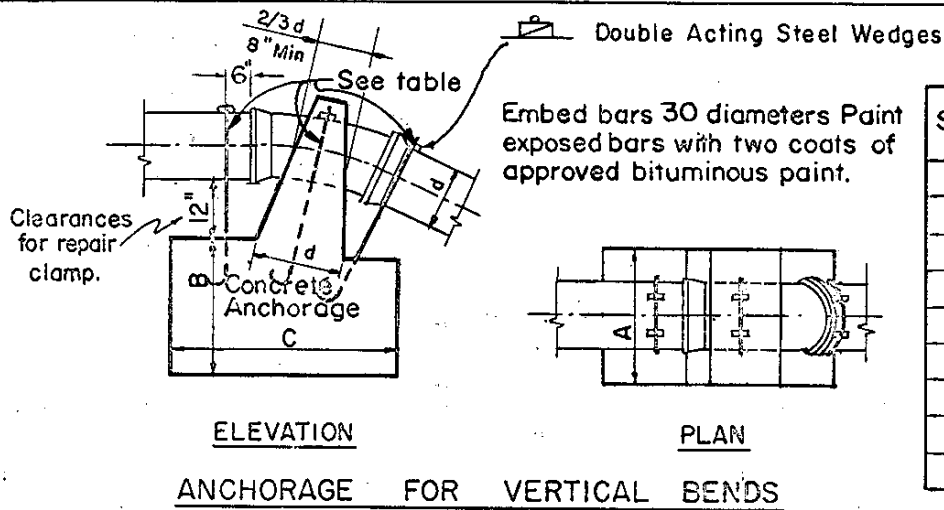 2/3 d
8" Min
6"
See table
Double Acting Steel Wedges
Embed bars 30 diameters Paint
exposed bars with two coats of
approved bituminous paint.
S
Clearances
for repair
clamp.
12"
d
d
B
Concrete
Anchorage
C
A
ELEVATION
PLAN
ANCHORAGE FOR VERTICAL BENDS